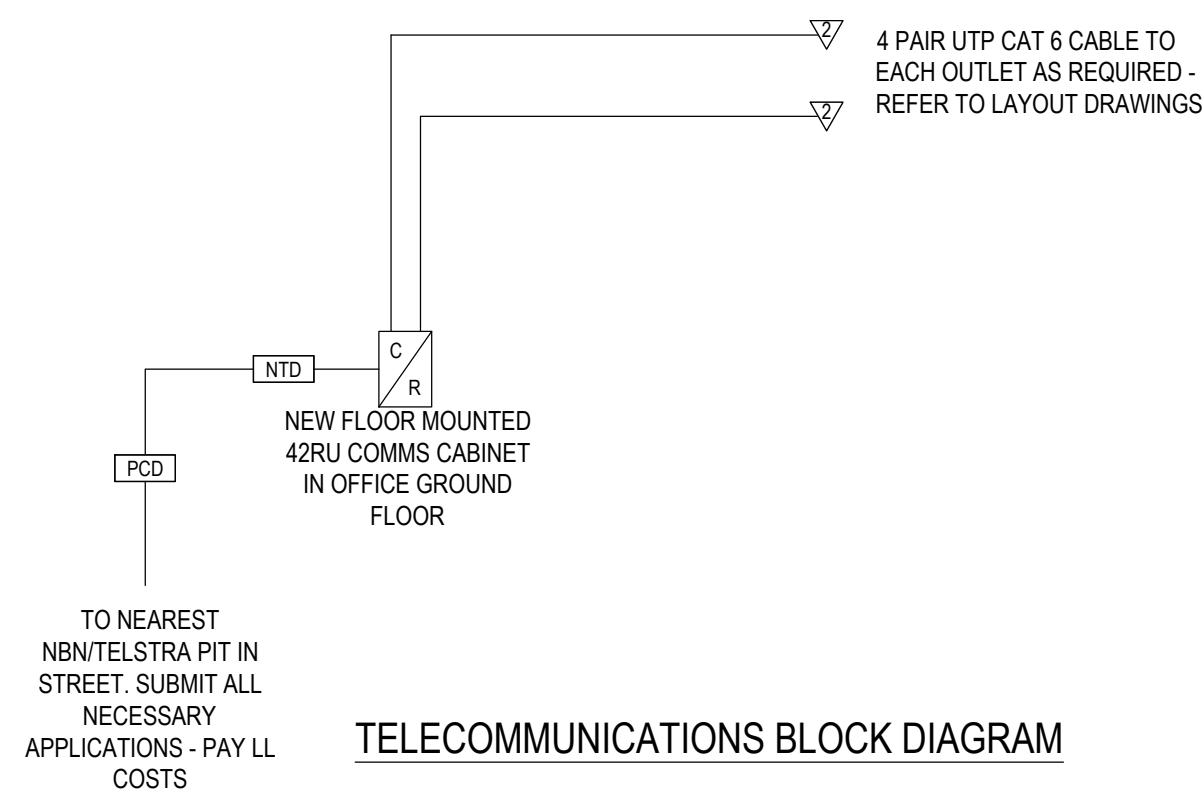 2
4 PAIR UTP CAT 6 CABLE TO
EACH OUTLET AS REQUIRED -
REFER TO LAYOUT DRAWINGS
2
C
R
NTD
NEW FLOOR MOUNTED
42RU COMMS CABINET
IN OFFICE GROUND
FLOOR
PCD
TO NEAREST
NBN/TELSTRA PIT IN
STREET. SUBMIT ALL
NECESSARY
APPLICATIONS - PAY LL
COSTS
TELECOMMUNICATIONS BLOCK DIAGRAM